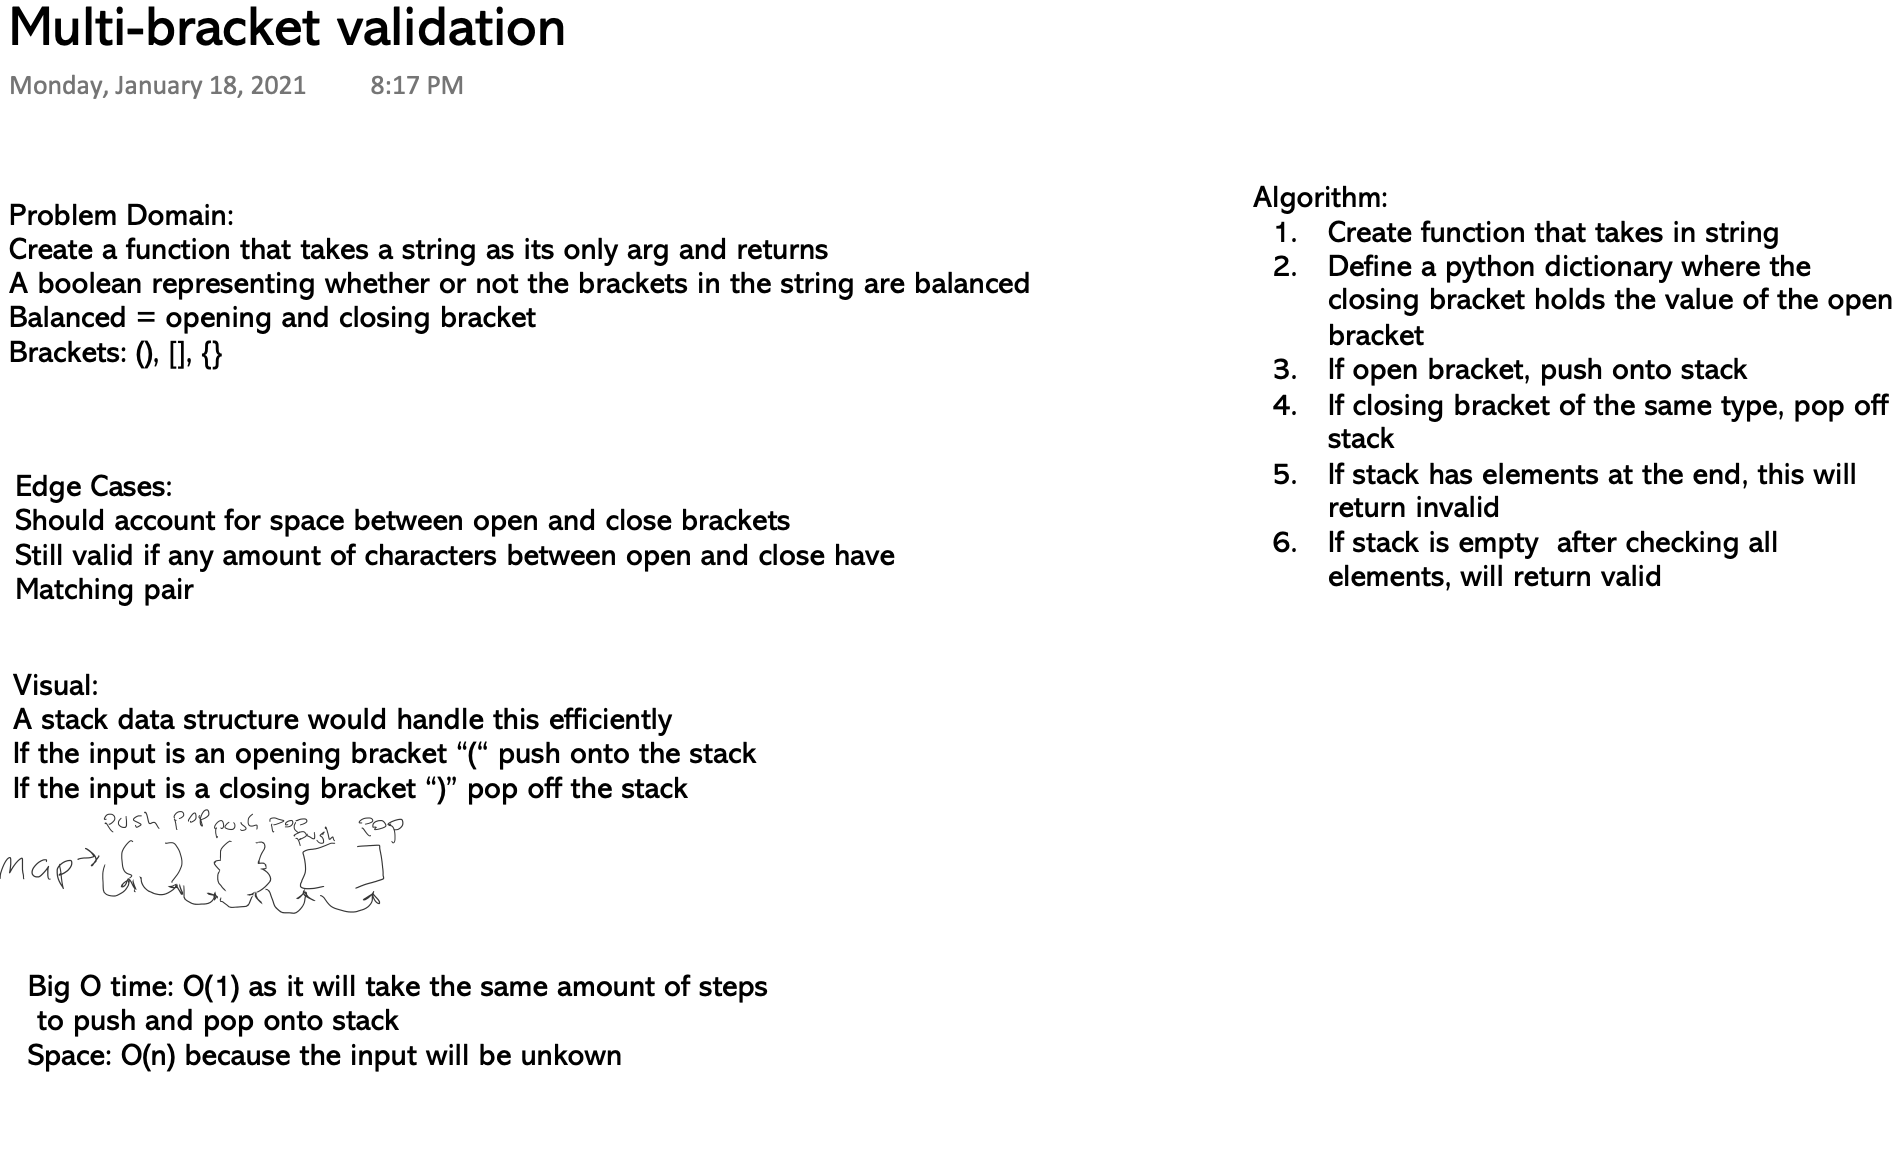 Multi-bracket validation
Monday, January 18, 2021 8:17 PM
Problem Domain:
Create a function that takes a string as its only arg and returns
A boolean representing whether or not the brackets in the string are balanced
Balanced = opening and closing bracket
Brackets: (), [], {}
Edge Cases:
Should account for space between open and close brackets
Still valid if any amount of characters between open and close have
Matching pair
Visual:
A stack data structure would handle this efficiently
If the input is an opening bracket “(“ push onto the stack
If the input is a closing bracket “)” pop off the stack
push pop push pop push pop
map → ( ) { } [ ]
Big O time: O(1) as it will take the same amount of steps
to push and pop onto stack
Space: O(n) because the input will be unkown
Algorithm:
1. Create function that takes in string
2. Define a python dictionary where the
closing bracket holds the value of the open
bracket
3. If open bracket, push onto stack
4. If closing bracket of the same type, pop off
stack
5. If stack has elements at the end, this will
return invalid
6. If stack is empty  after checking all
elements, will return valid